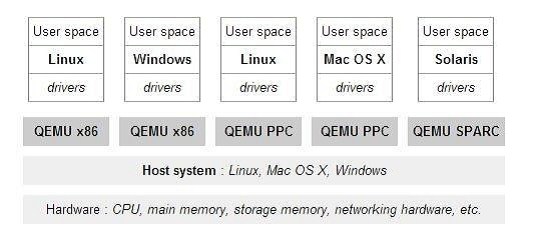 User space User space User space User space User space
Linux Windows Linux Mac OS X Solaris
drivers drivers drivers drivers drivers
QEMU x86 QEMU x86 QEMU PPC QEMU PPC QEMU SPARC
Host system : Linux, Mac OS X, Windows
Hardware : CPU, main memory, storage memory, networking hardware, etc.